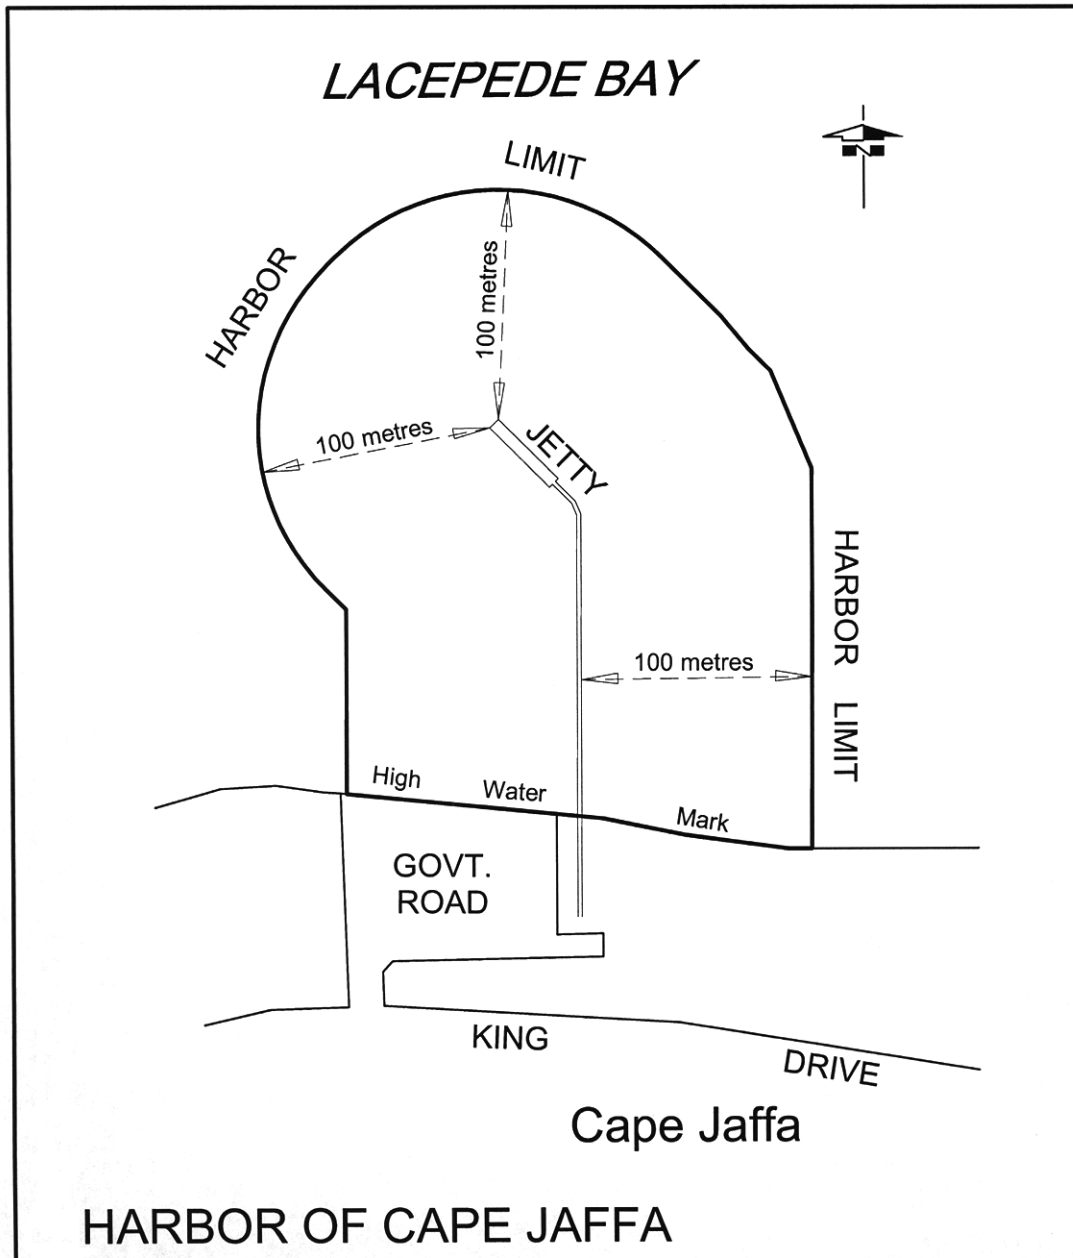 LACEPEDE BAY
LIMIT
N
HARBOR
100 metres
100 metres
JETTY
HARBOR LIMIT
100 metres
High Water Mark
GOVT.
ROAD
KING DRIVE
Cape Jaffa
HARBOR OF CAPE JAFFA